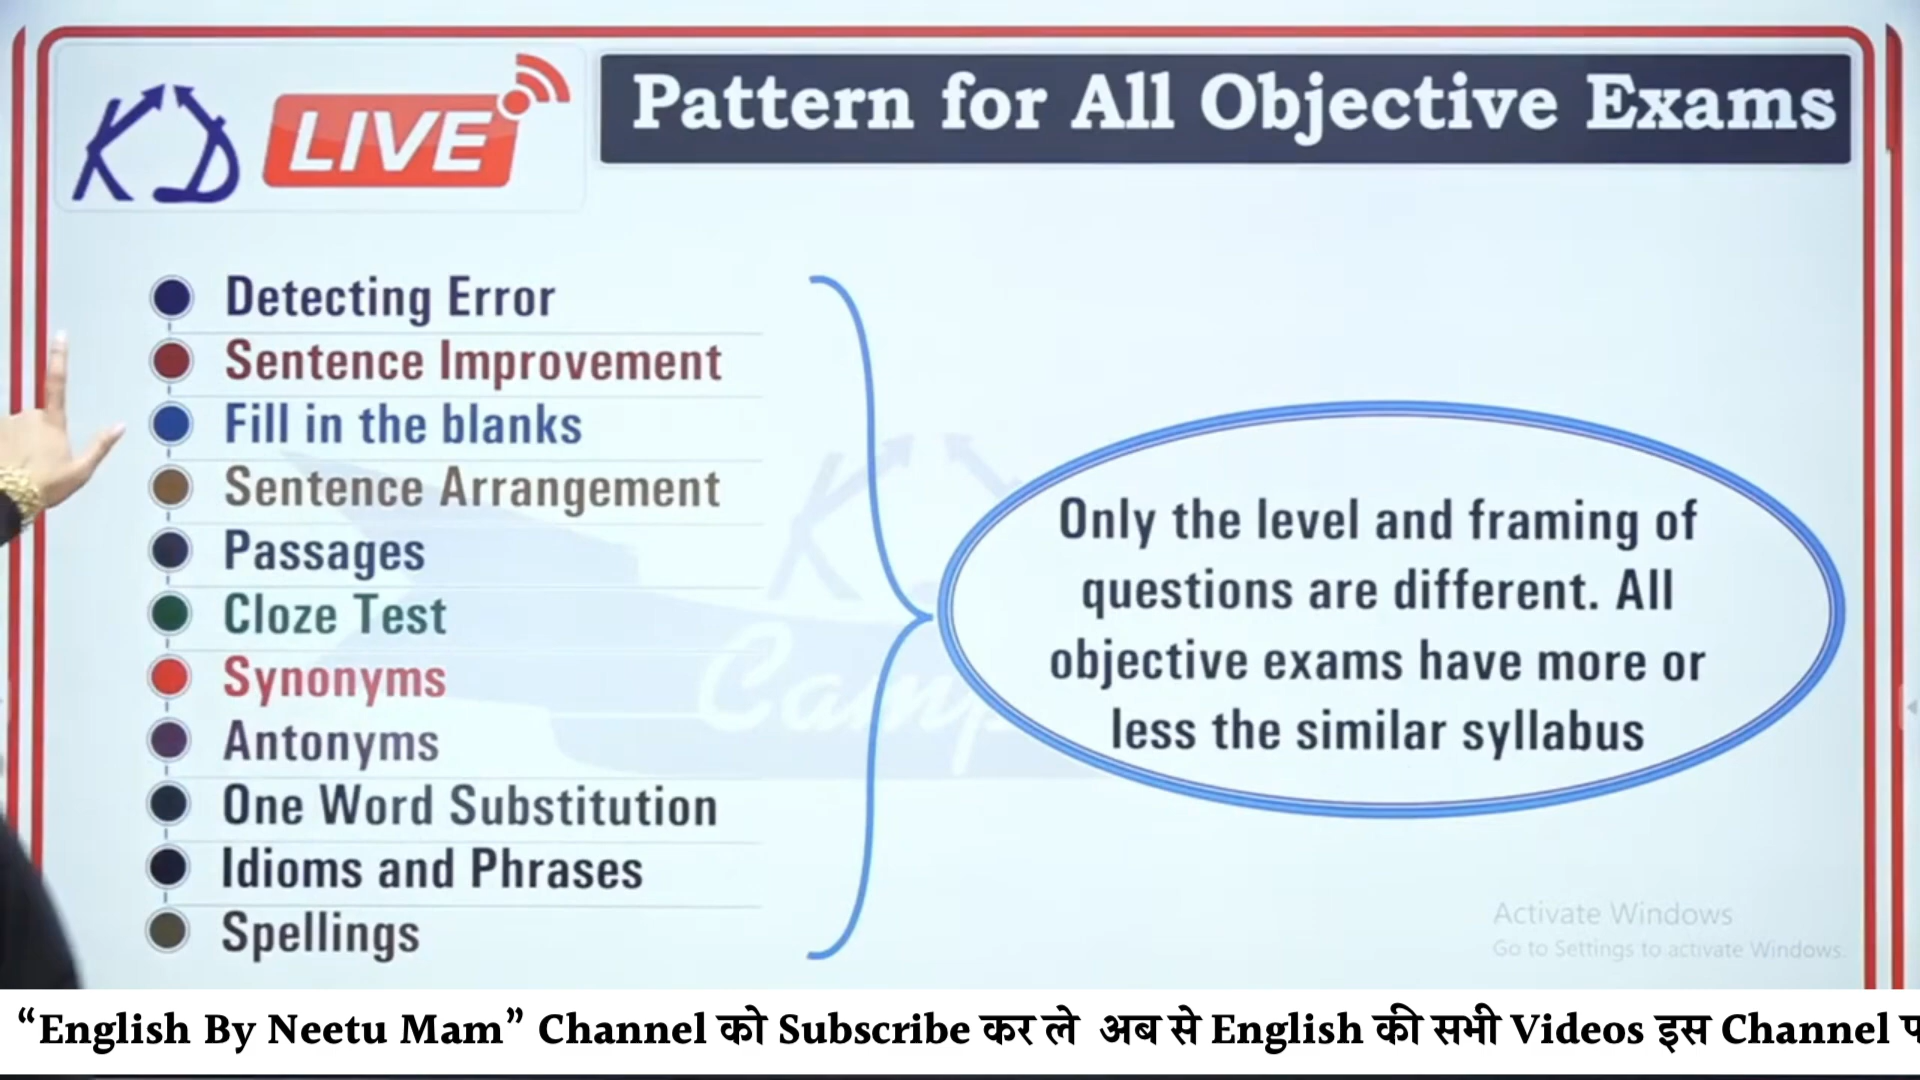 KD LIVE
Pattern for All Objective Exams
Detecting Error
Sentence Improvement
Fill in the blanks
Sentence Arrangement
Passages
Cloze Test
Synonyms
Antonyms
One Word Substitution
Idioms and Phrases
Spellings
Only the level and framing of
questions are different. All
objective exams have more or
less the similar syllabus
KD
Camp
Activate Windows
Go to Settings to activate Windows.
“English By Neetu Mam” Channel को Subscribe कर ले अब से English की सभी Videos इस Channel